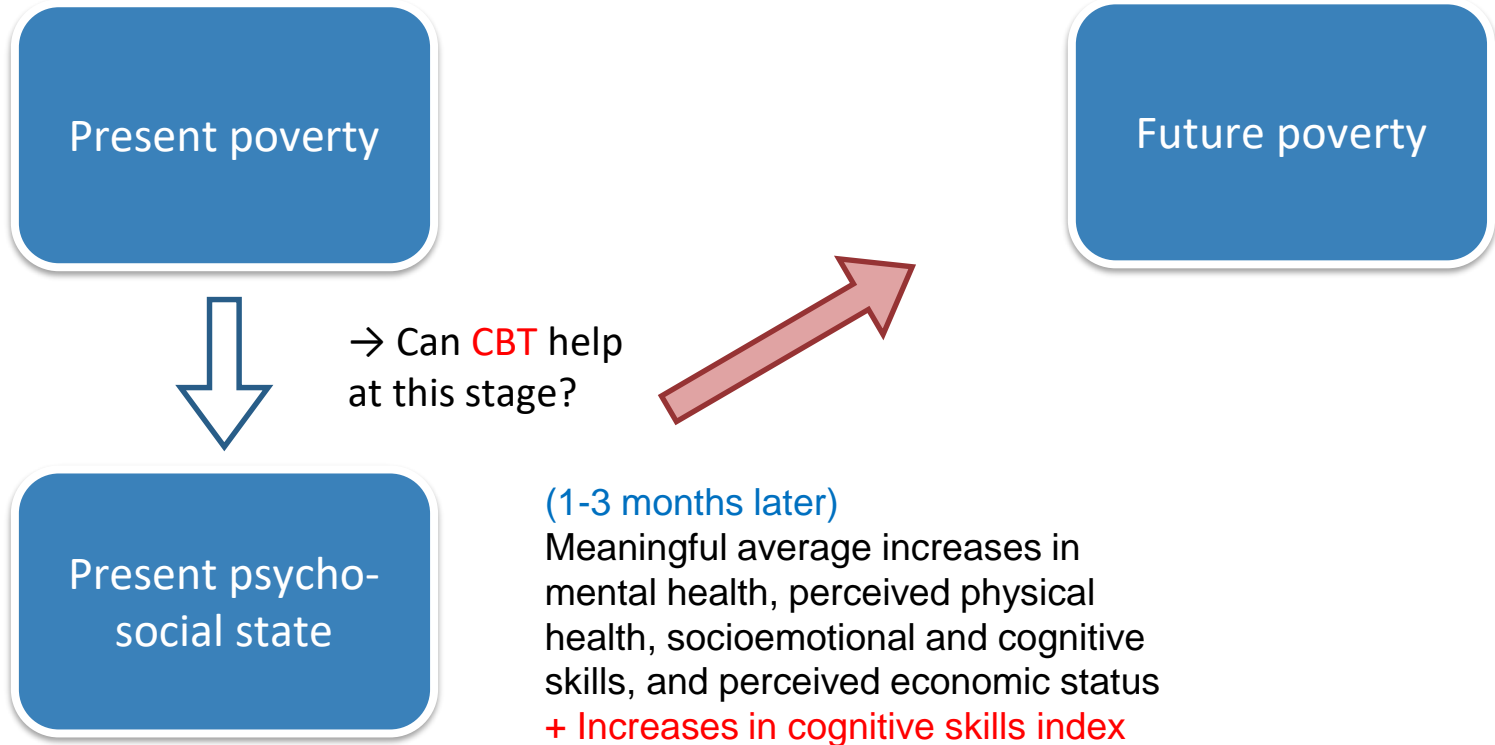 Present poverty
Future poverty
→ Can CBT help
at this stage?
Present psycho-
social state
(1-3 months later)
Meaningful average increases in
mental health, perceived physical
health, socioemotional and cognitive
skills, and perceived economic status
+ Increases in cognitive skills index